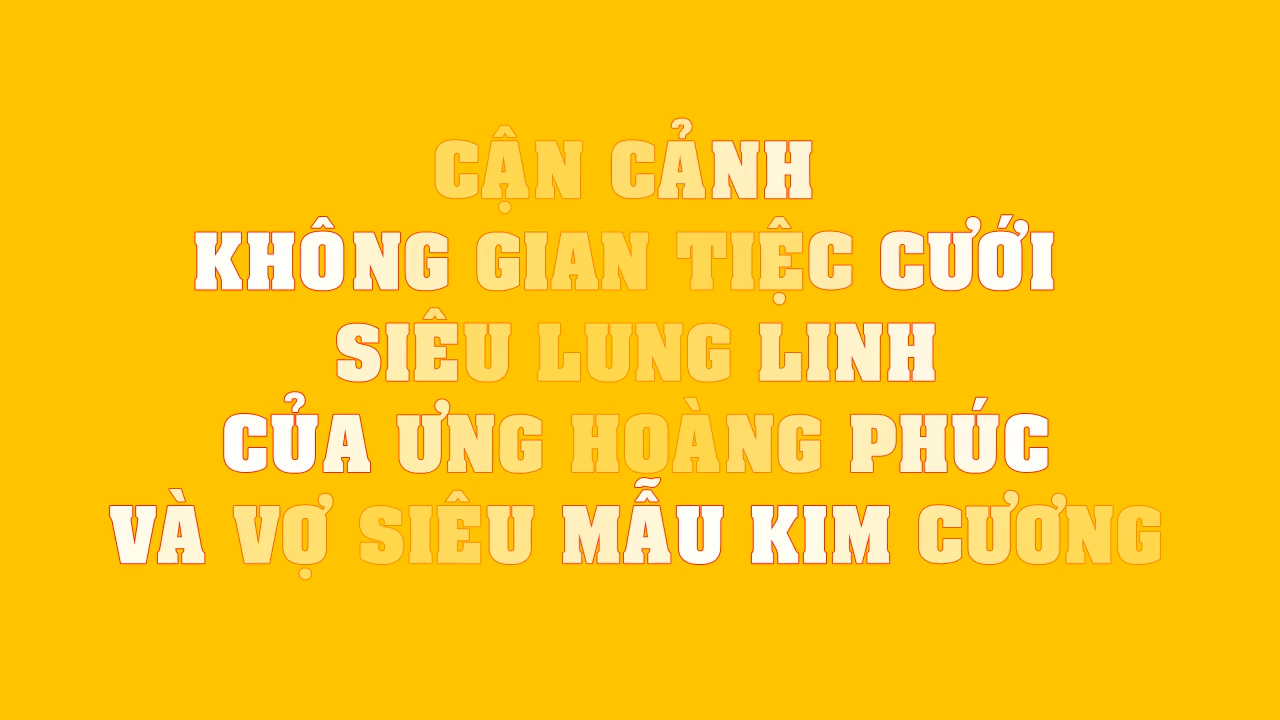 CẬN CẢNH
KHÔNG GIAN TIỆC CƯỚI
SIÊU LUNG LINH
CỦA ƯNG HOÀNG PHÚC
VÀ VỢ SIÊU MẪU KIM CƯƠNG